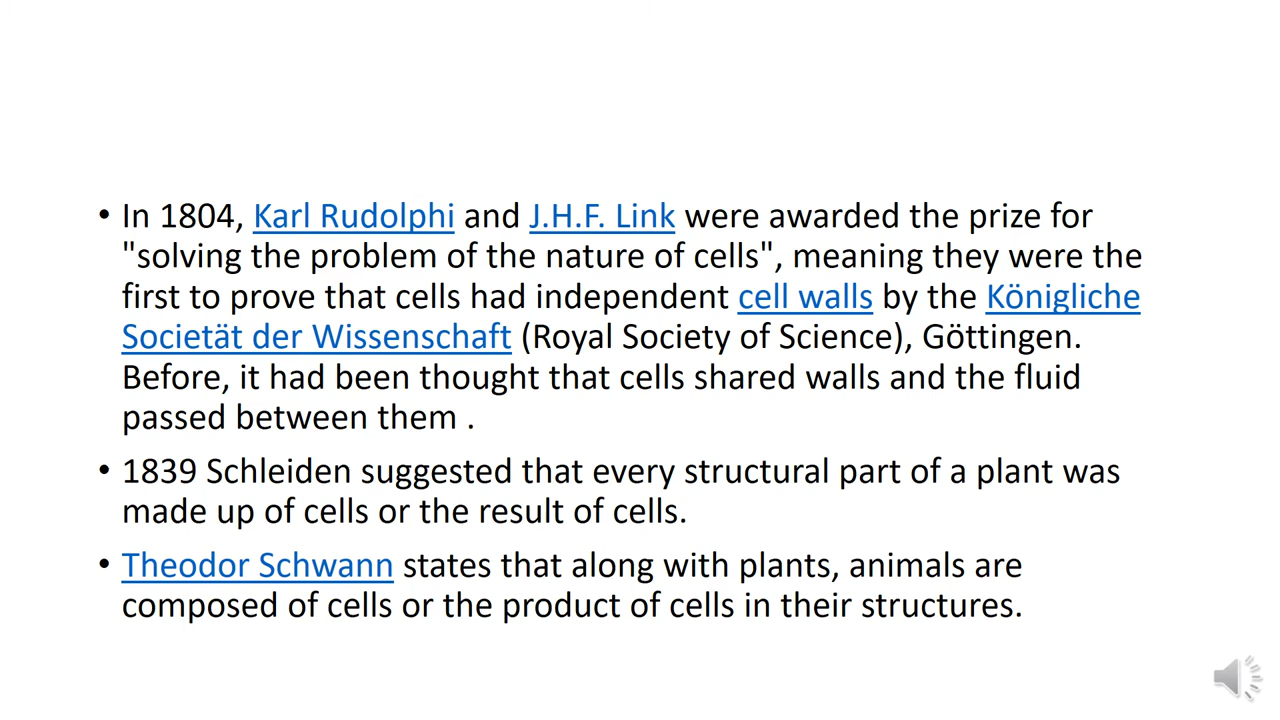 • In 1804, Karl Rudolphi and J.H.F. Link were awarded the prize for
"solving the problem of the nature of cells", meaning they were the
first to prove that cells had independent cell walls by the Königliche
Societät der Wissenschaft (Royal Society of Science), Göttingen.
Before, it had been thought that cells shared walls and the fluid
passed between them .
• 1839 Schleiden suggested that every structural part of a plant was
made up of cells or the result of cells.
• Theodor Schwann states that along with plants, animals are
composed of cells or the product of cells in their structures.